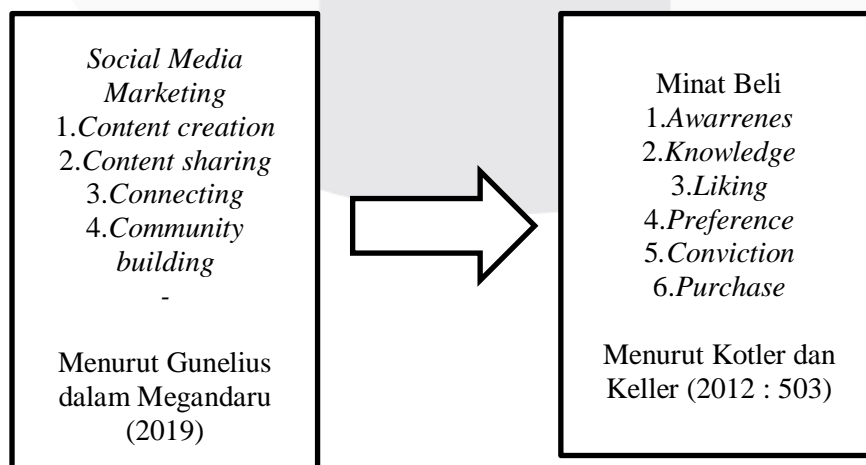 Social Media
Marketing
1.Content creation
2.Content sharing
3.Connecting
4.Community
building
-
Menurut Gunelius
dalam Megandaru
(2019)
Minat Beli
1.Awarrenes
2.Knowledge
3.Liking
4.Preference
5.Conviction
6.Purchase
Menurut Kotler dan
Keller (2012 : 503)